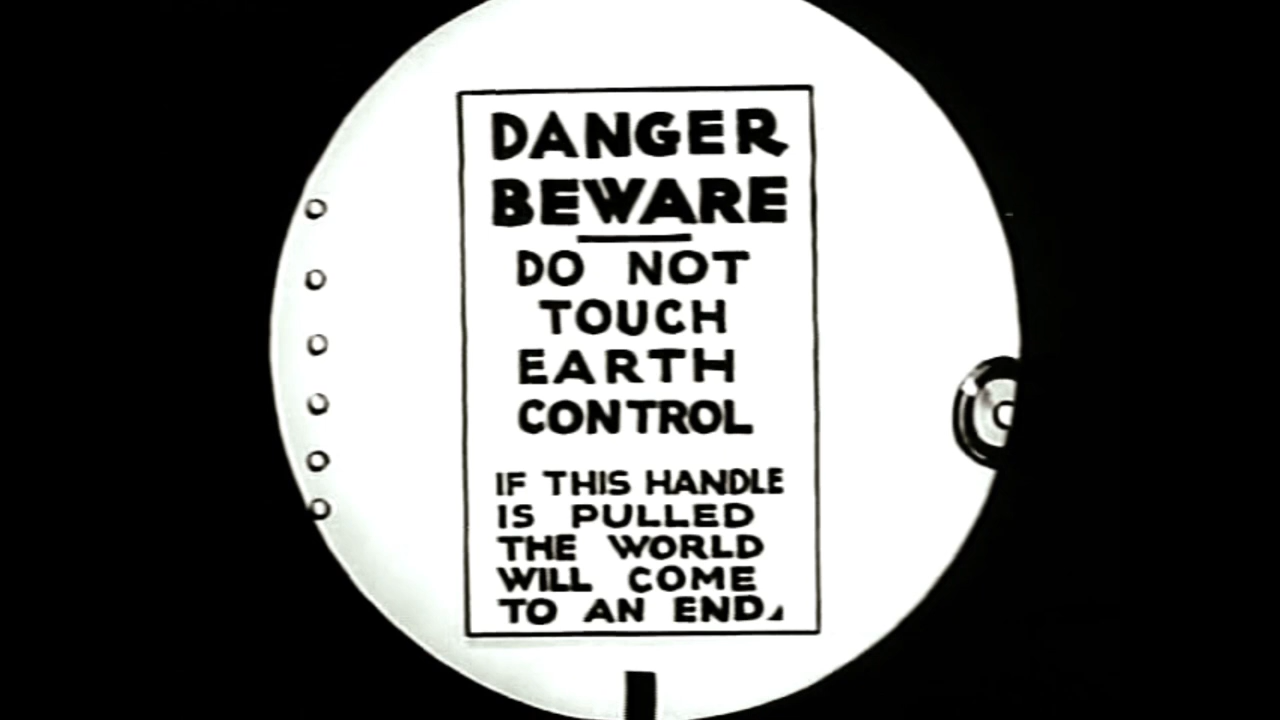 DANGER
BEWARE
DO NOT
TOUCH
EARTH
CONTROL
IF THIS HANDLE
IS PULLED
THE WORLD
WILL COME
TO AN END.